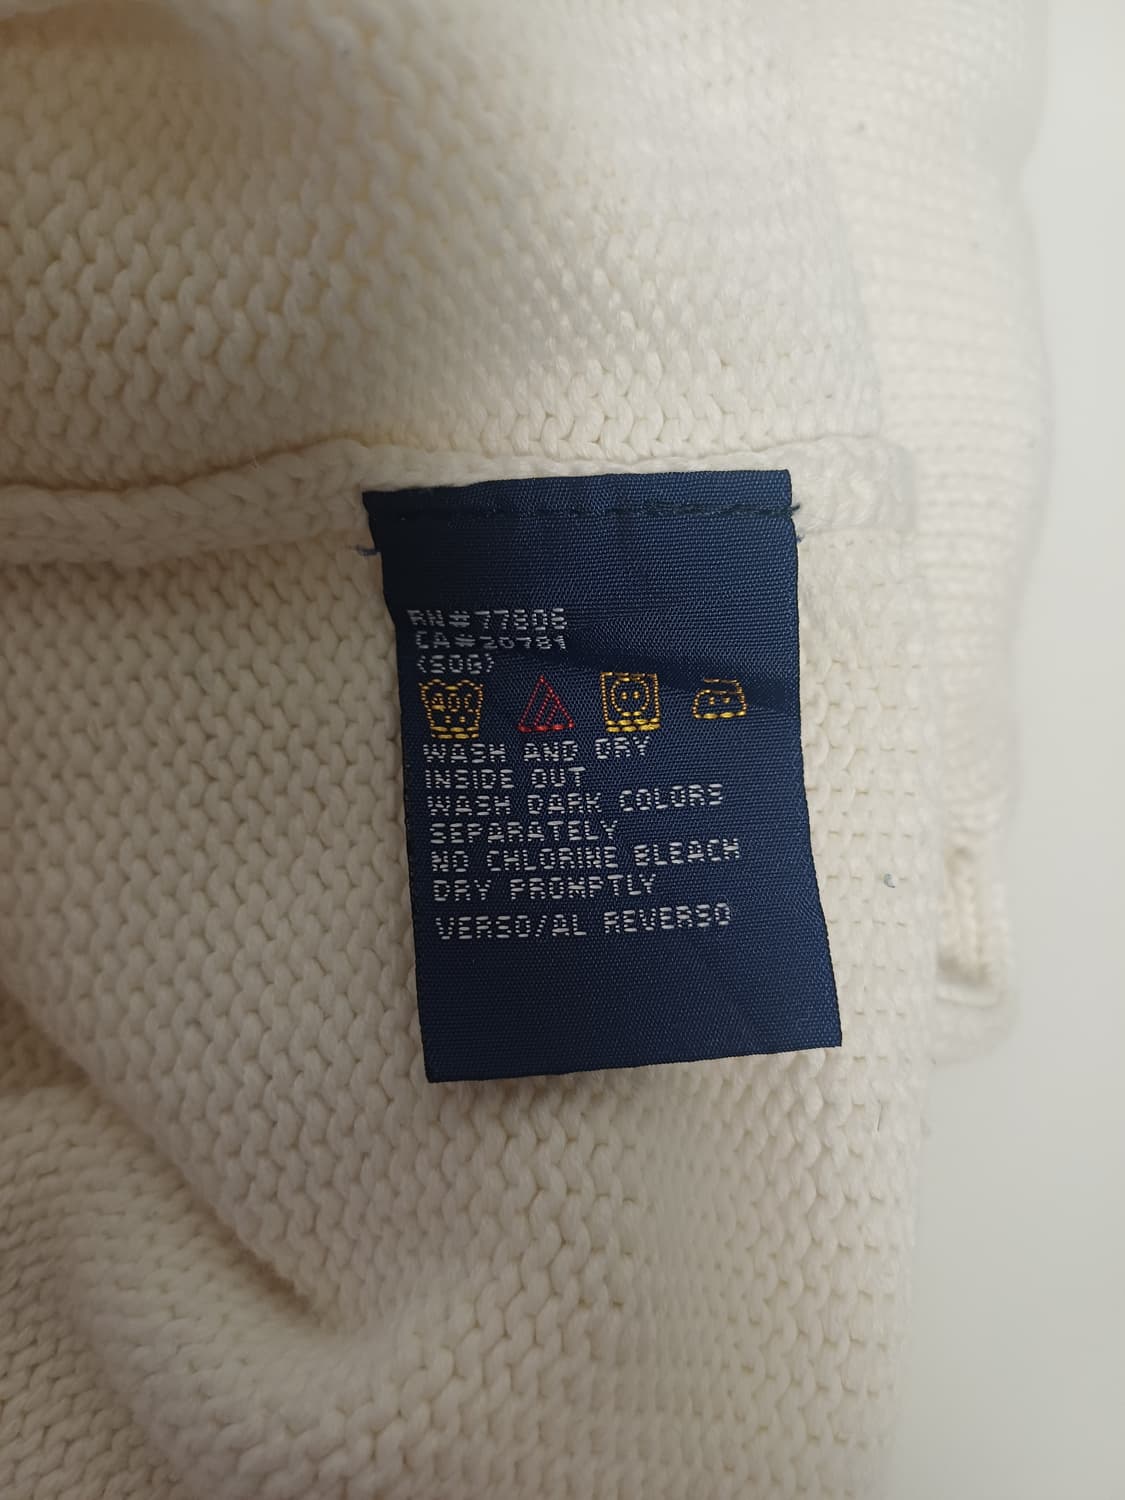 RN#77806
CA#20781
(SOG)
40C
WASH AND DRY
INSIDE OUT
WASH DARK COLORS
SEPARATELY
NO CHLORINE BLEACH
DRY PROMPTLY
VERSO/AL REVERSO